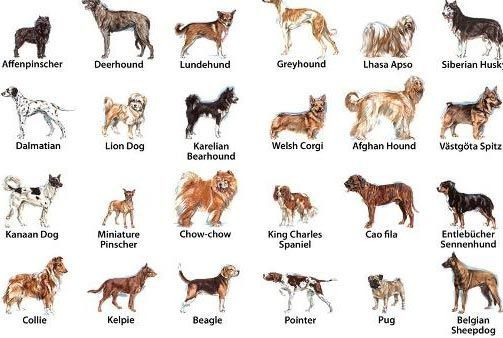 Affenpinscher Deerhound Lundehund Greyhound Lhasa Apso Siberian Husk
Dalmatian Lion Dog Karelian Welsh Corgi Afghan Hound Västgöta Spitz
Bearhound
Kanaan Dog Miniature Chow-chow King Charles Cao fila Entlebücher
Pinscher Spaniel Sennenhund
Collie Kelpie Beagle Pointer Pug Belgian
Sheepdog